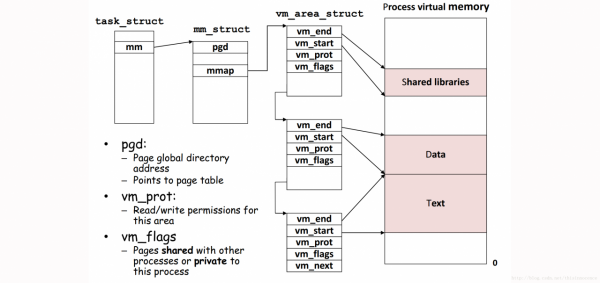 task_struct
mm
mm_struct
pgd
mmap
vm_area_struct
vm_end
vm_start
vm_prot
vm_flags
vm_end
vm_start
vm_prot
vm_flags
vm_end
vm_start
vm_prot
vm_flags
vm_next
Process virtual memory
Shared libraries
Data
Text
0
• pgd:
– Page global directory address
– Points to page table
• vm_prot:
– Read/write permissions for this area
• vm_flags
– Pages shared with other processes or private to this process